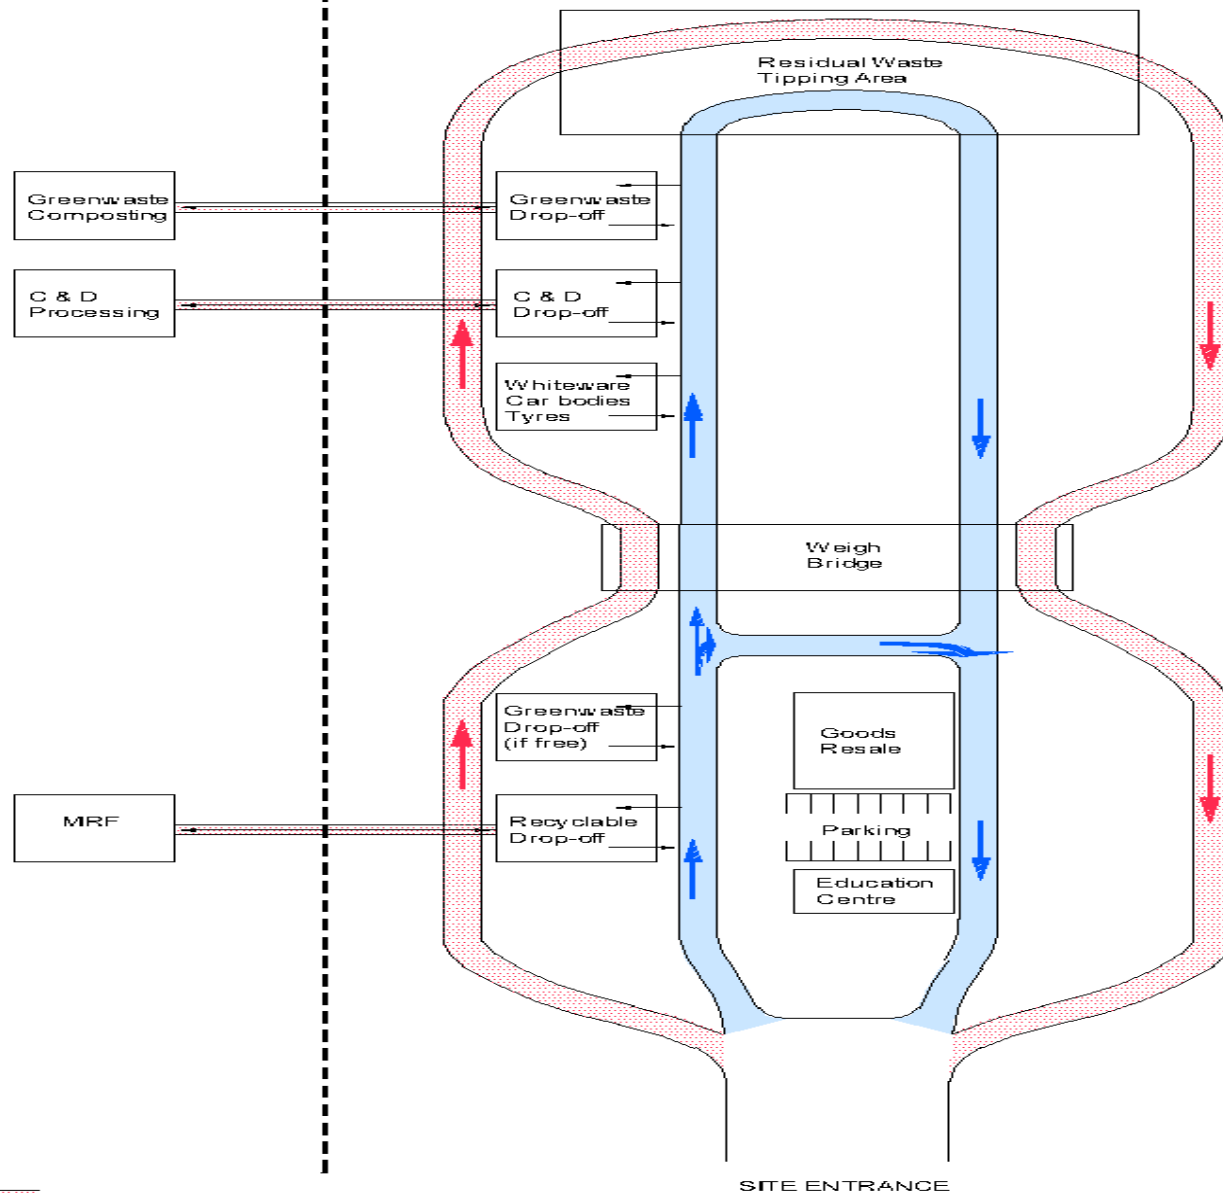 Residual Waste
Tipping Area
Greenwaste
Composting
Greenwaste
Drop-off
C & D
Processing
C & D
Drop-off
Whiteware
Car bodies
Tyres
Weigh
Bridge
Greenwaste
Drop-off
(if free)
Goods
Resale
MRF
Recyclable
Drop-off
Parking
Education
Centre
SITE ENTRANCE